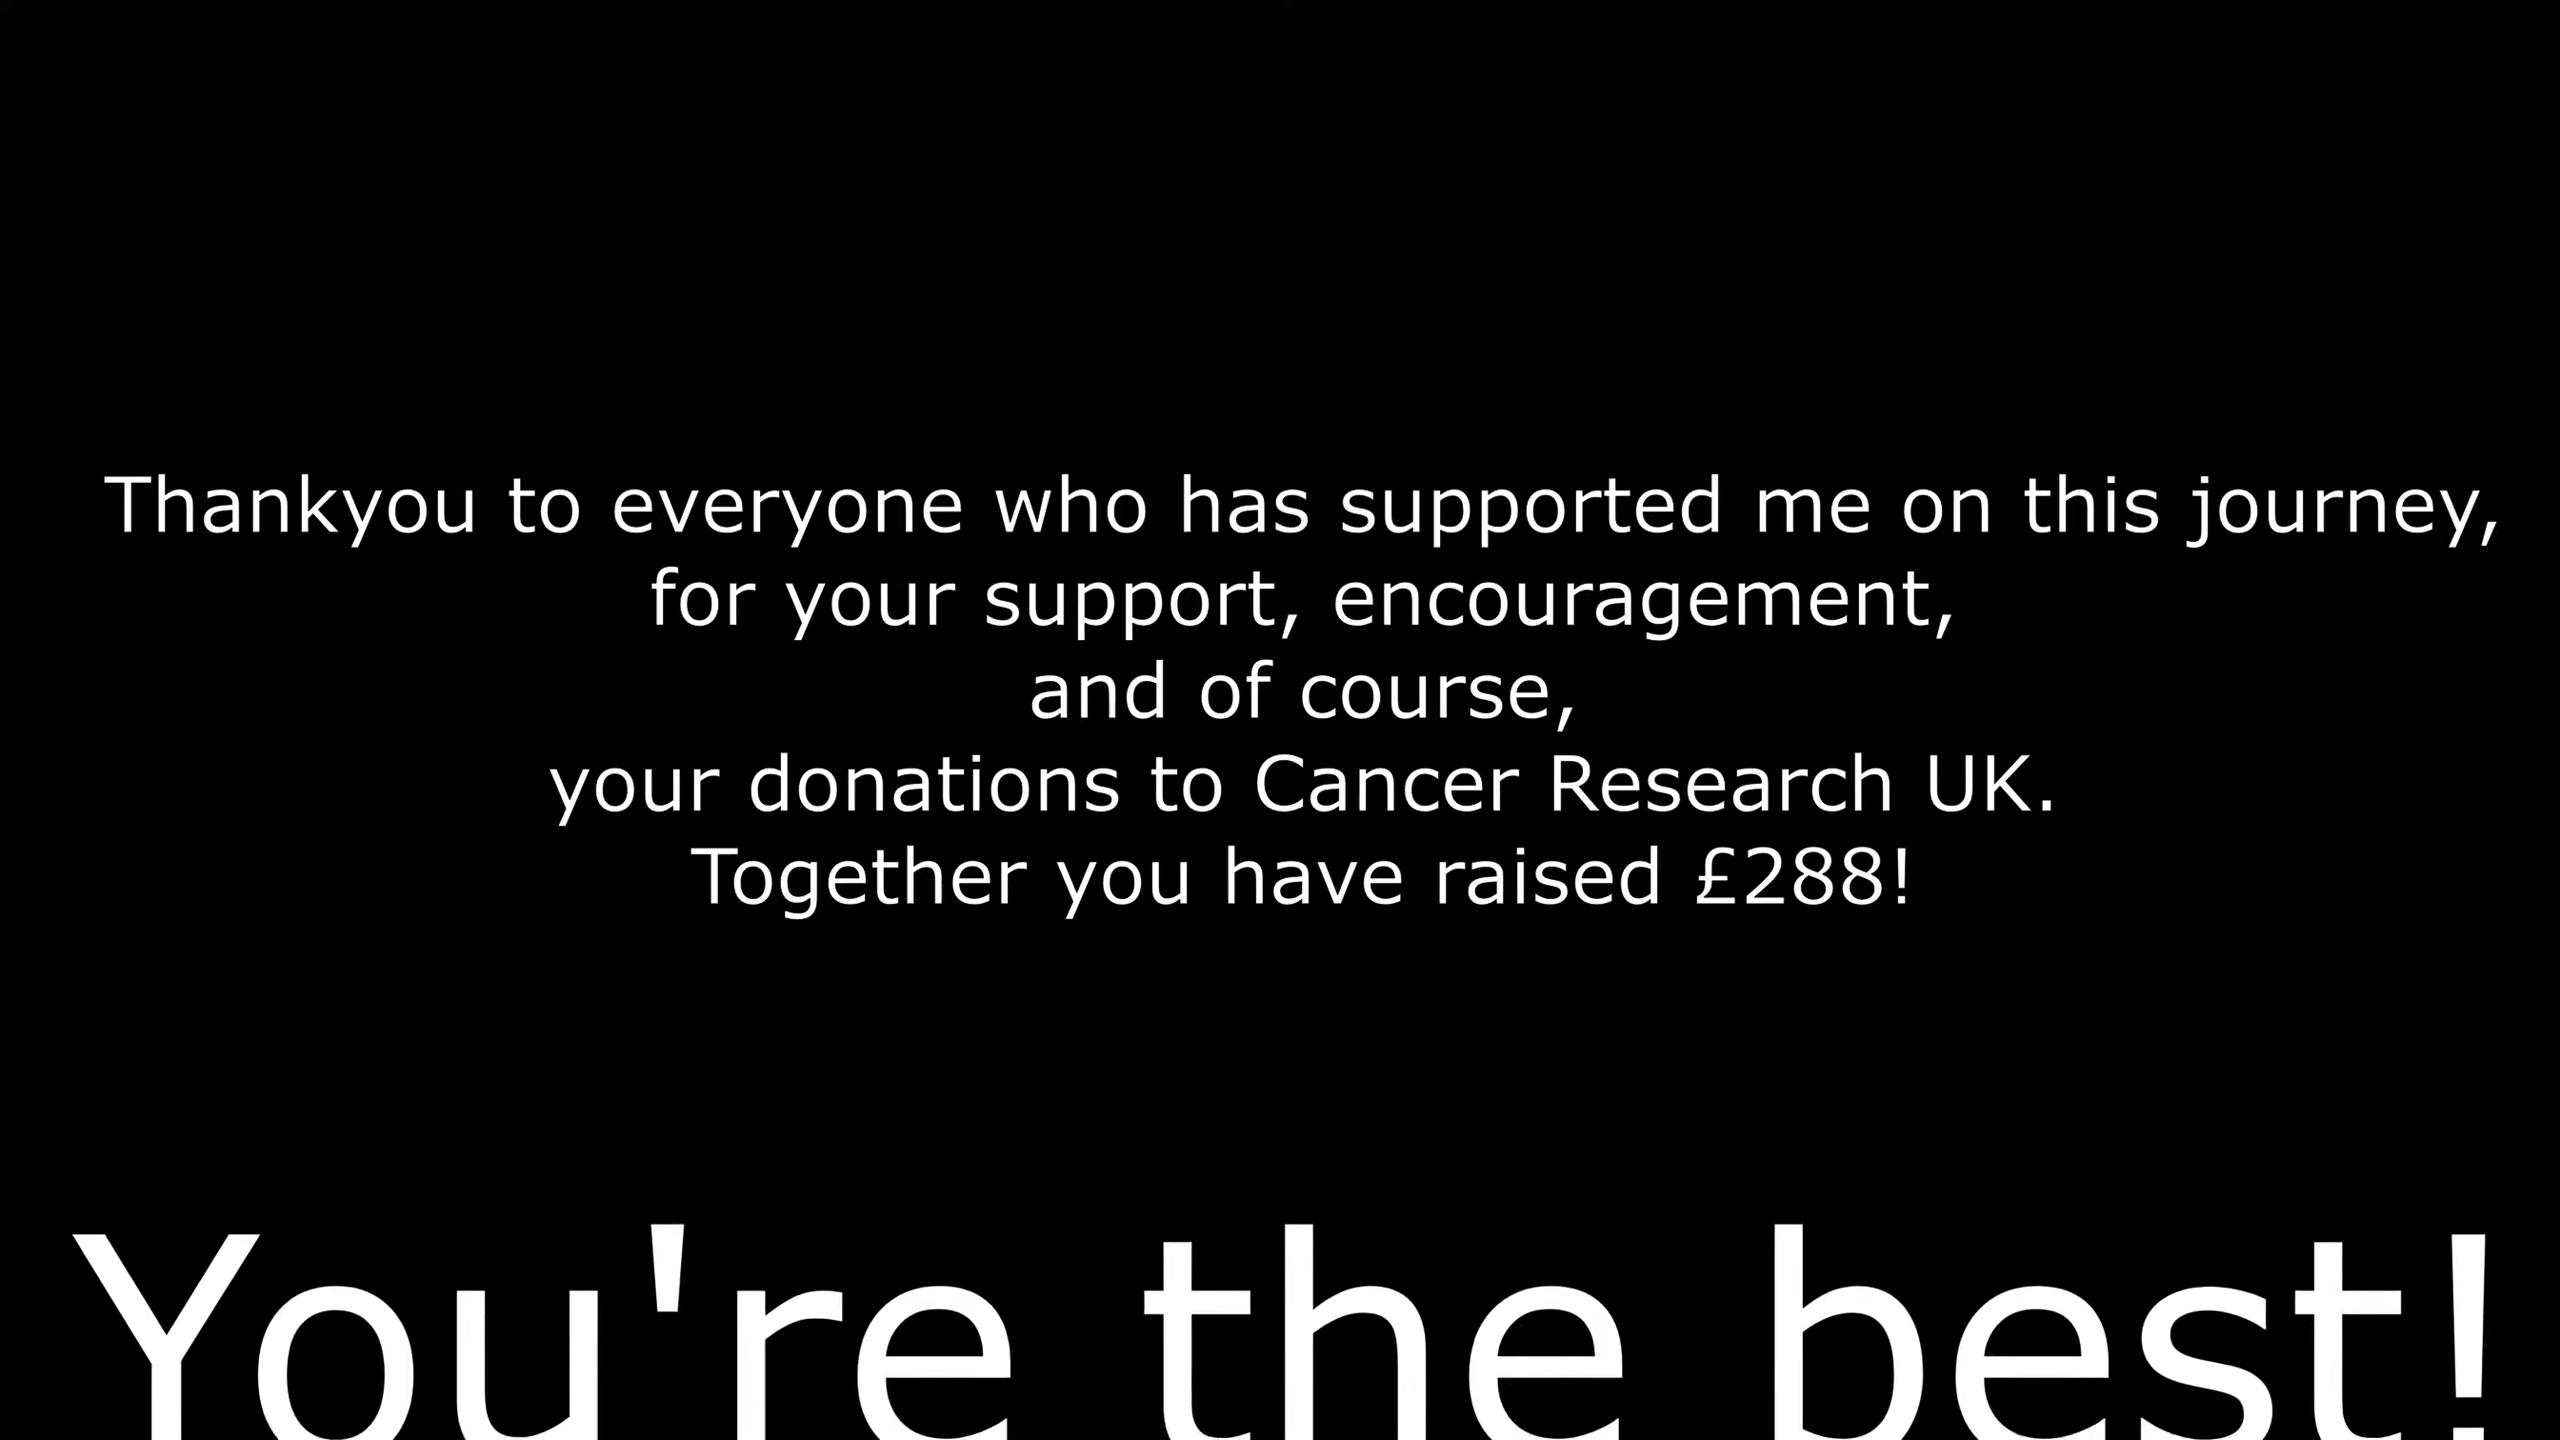 Thankyou to everyone who has supported me on this journey,
for your support, encouragement,
and of course,
your donations to Cancer Research UK.
Together you have raised £288!
You're the best!